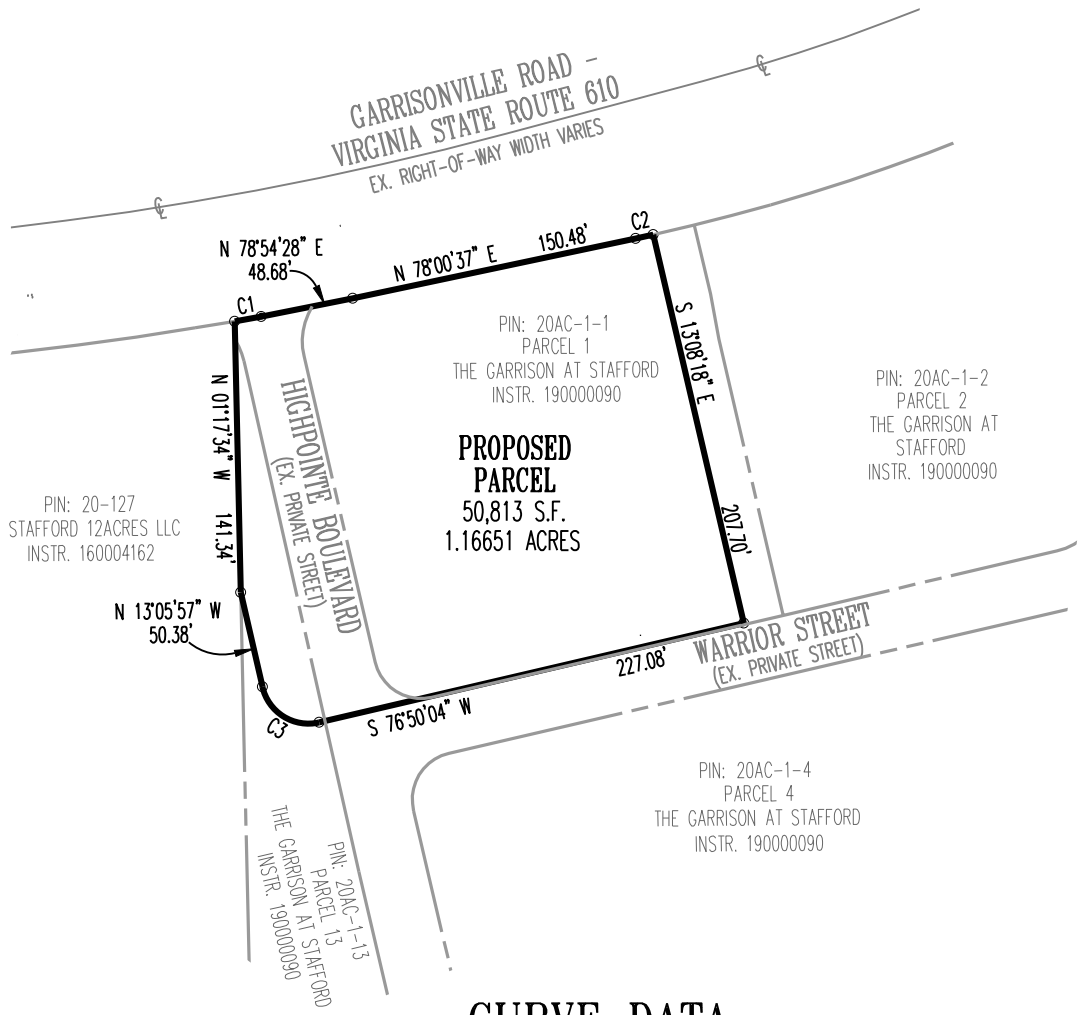 GARRISONVILLE ROAD -
VIRGINIA STATE ROUTE 610
EX. RIGHT-OF-WAY WIDTH VARIES
℄
℄
N 78°54'28" E
48.68'
C1
N 78°00'37" E
150.48'
C2
S 13°08'18" E
207.70'
PIN: 20AC-1-1
PARCEL 1
THE GARRISON AT STAFFORD
INSTR. 190000090
PIN: 20AC-1-2
PARCEL 2
THE GARRISON AT
STAFFORD
INSTR. 190000090
PROPOSED
PARCEL
50,813 S.F.
1.16651 ACRES
HIGHPOINTE BOULEVARD
(EX. PRIVATE STREET)
N 01°17'34" W
141.34'
PIN: 20-127
STAFFORD 12ACRES LLC
INSTR. 160004162
N 13°05'57" W
50.38'
C3
S 76°50'04" W
227.08'
WARRIOR STREET
(EX. PRIVATE STREET)
PIN: 20AC-1-4
PARCEL 4
THE GARRISON AT STAFFORD
INSTR. 190000090
PIN: 20AC-1-13
PARCEL 13
THE GARRISON AT STAFFORD
INSTR. 190000090
CURVE DATA